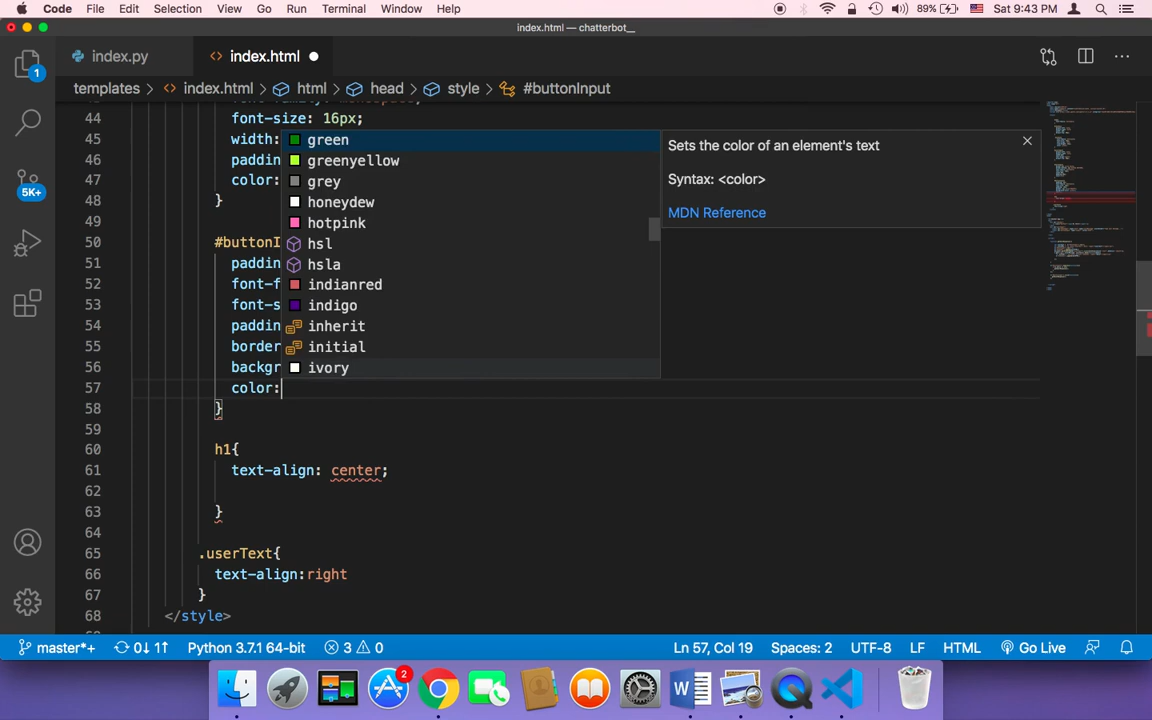 Code File Edit Selection View Go Run Terminal Window Help 89% Sat 9:43 PM
index.html — chatterbot__
index.py index.html
templates > index.html > html > head > style > #buttonInput
44 font-size: 16px;
45 width:
46 paddin
47 color:
48 }
49
50 #buttonI
51 paddin
52 font-f
53 font-s
54 paddin
55 border
56 backgr
57 color:
58 }
59
60 h1{
61 text-align: center;
62
63 }
64
65 .userText{
66 text-align:right
67 }
68 </style>
green
greenyellow
grey
honeydew
hotpink
hsl
hsla
indianred
indigo
inherit
initial
ivory
Sets the color of an element's text
Syntax: <color>
MDN Reference
1
5K+
master*+ 0↓ 1↑ Python 3.7.1 64-bit 3 0 Ln 57, Col 19 Spaces: 2 UTF-8 LF HTML Go Live
2